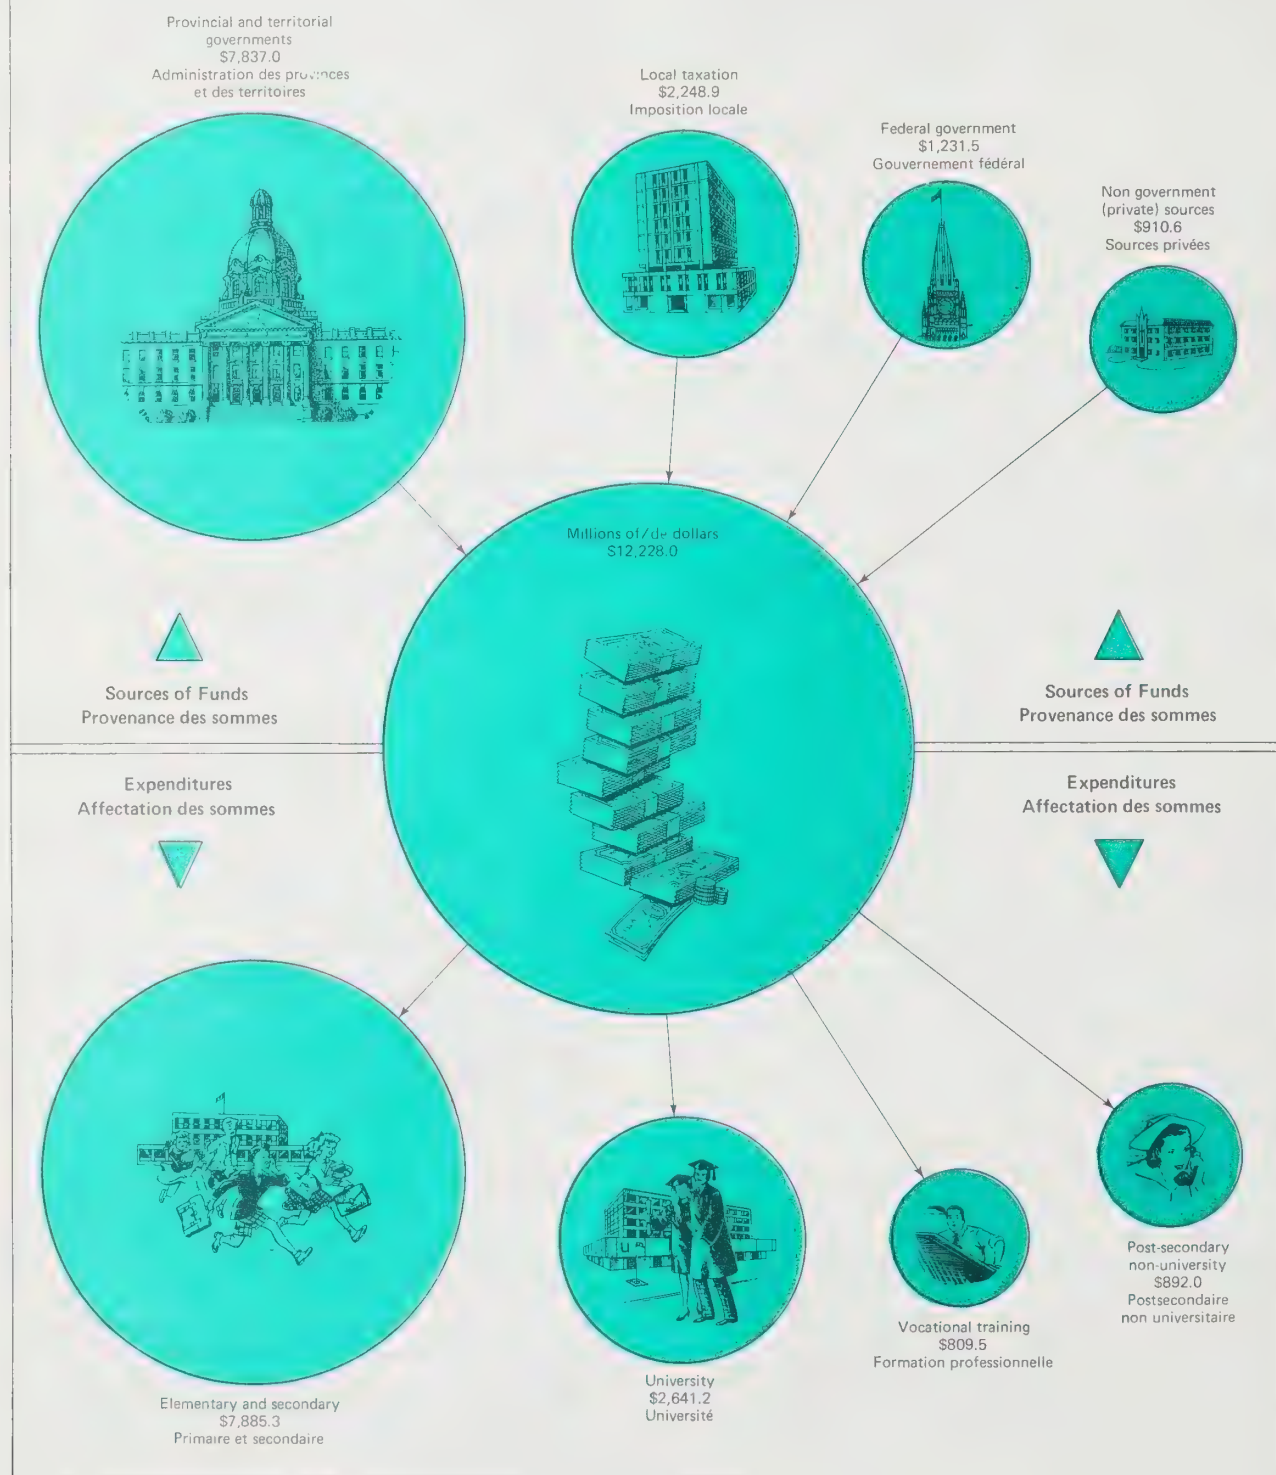 Provincial and territorial
governments
$7,837.0
Administration des provinces
et des territoires
Local taxation
$2,248.9
Imposition locale
Federal government
$1,231.5
Gouvernement fédéral
Non government
(private) sources
$910.6
Sources privées
Millions of/de dollars
$12,228.0
Sources of Funds
Provenance des sommes
Sources of Funds
Provenance des sommes
Expenditures
Affectation des sommes
Expenditures
Affectation des sommes
Elementary and secondary
$7,885.3
Primaire et secondaire
University
$2,641.2
Université
Vocational training
$809.5
Formation professionnelle
Post-secondary
non-university
$892.0
Postsecondaire
non universitaire